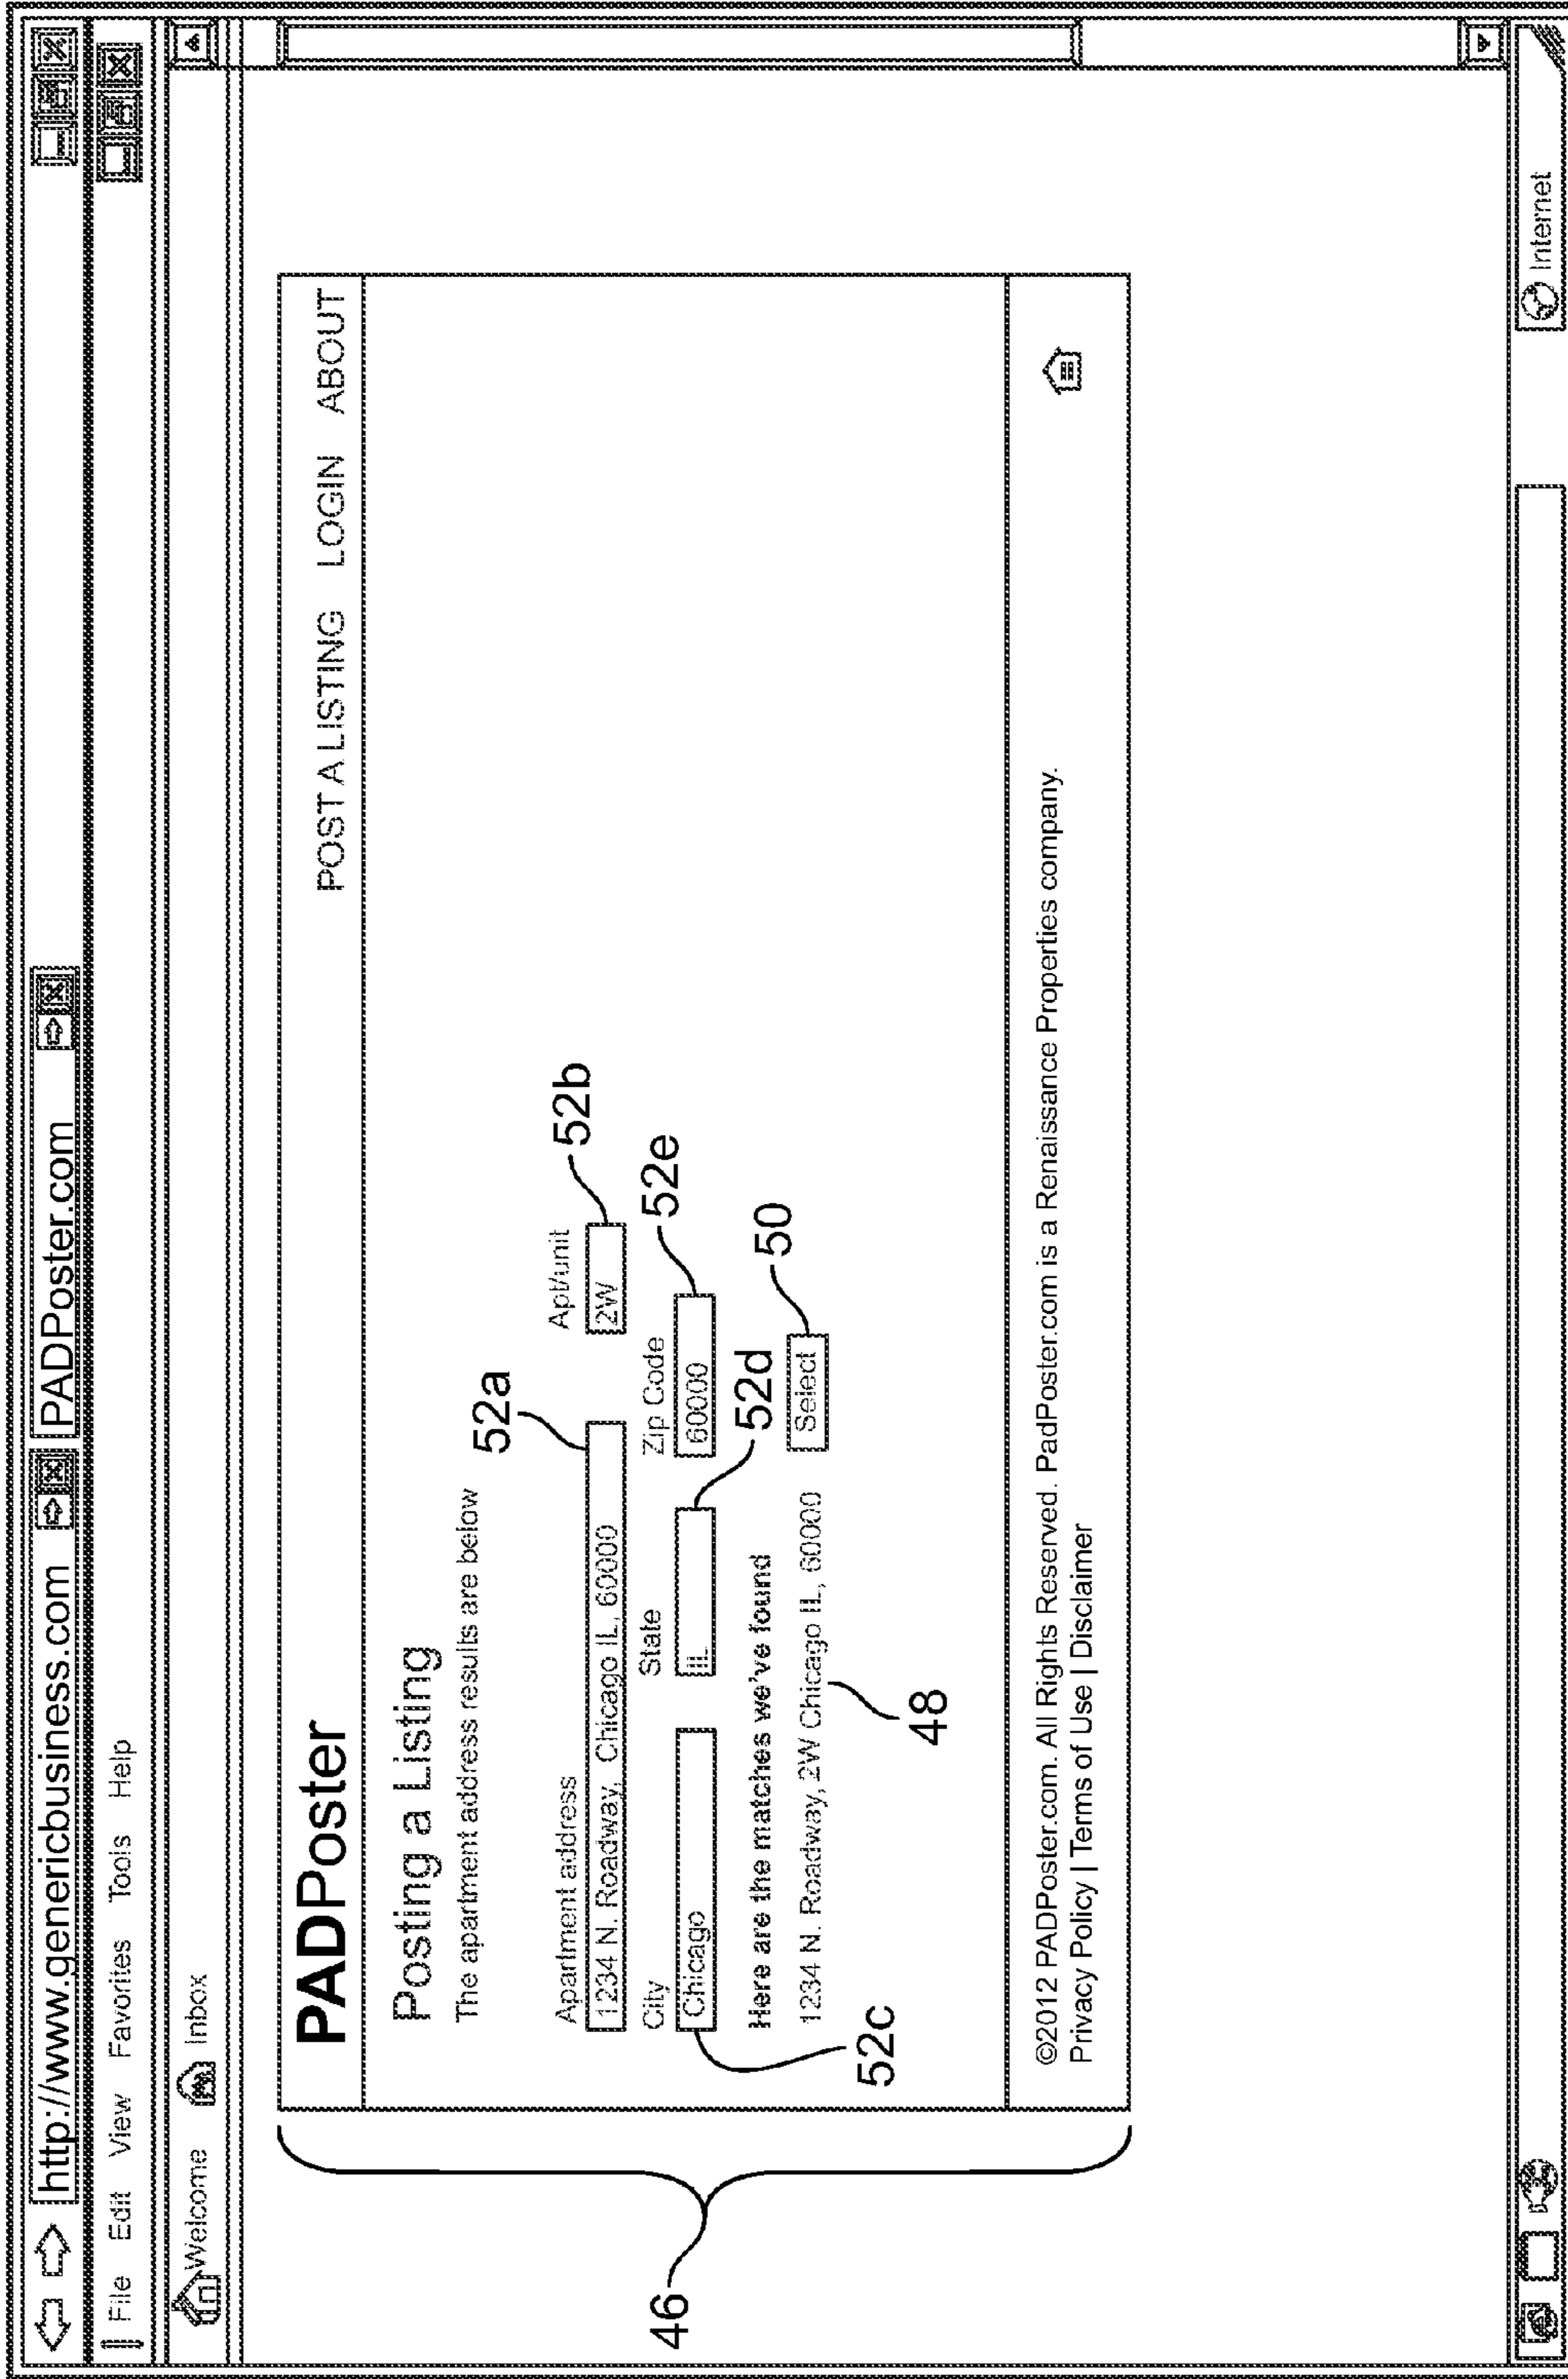 http://www.genericbusiness.com PADPoster.com
File Edit View Favorites Tools Help
Welcome Inbox
PADPoster
POST A LISTING LOGIN ABOUT
Posting a Listing
The apartment address results are below
52a
52b
Apartment address Apt/unit
1234 N. Roadway, Chicago IL, 60000 2W
52e
City State Zip Code
Chicago IL 60000
52d
50
Here are the matches we've found
1234 N. Roadway, 2W Chicago IL, 60000 Select
52c
48
46
©2012 PADPoster.com. All Rights Reserved. PadPoster.com is a Renaissance Properties company.
Privacy Policy | Terms of Use | Disclaimer
Internet